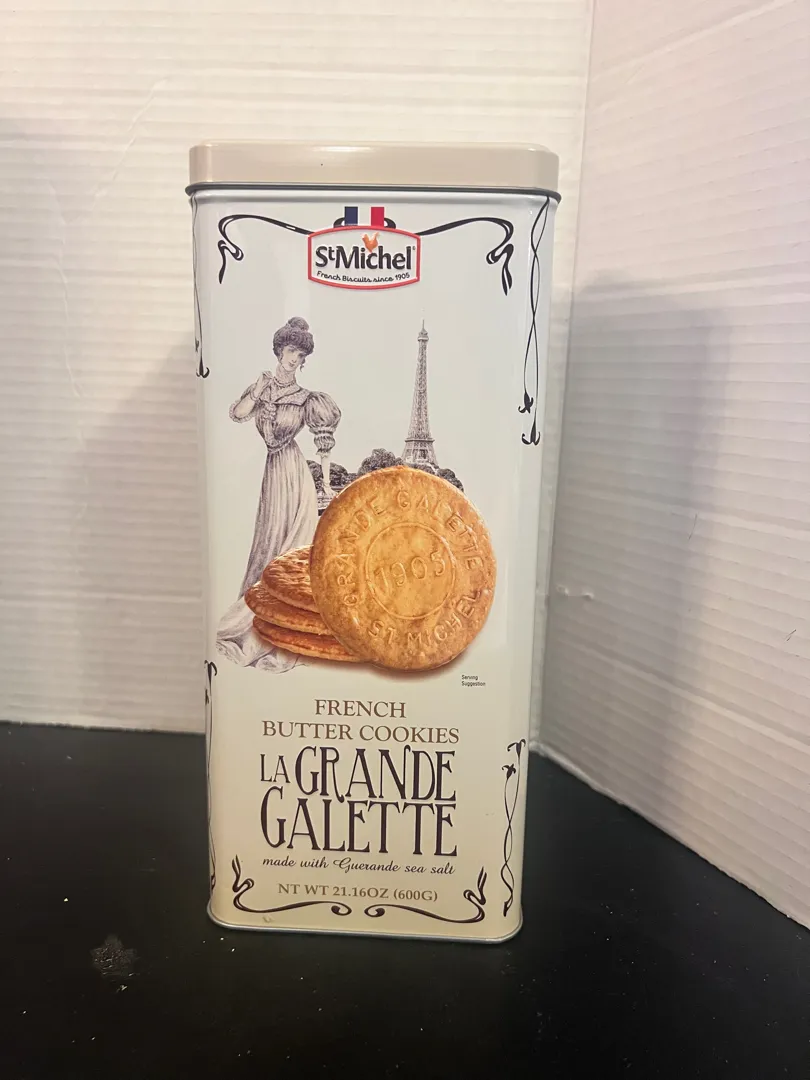 StMichel®
French Biscuits since 1905
GRANDE GALETTE
1905
ST MICHEL
Serving
Suggestion
FRENCH
BUTTER COOKIES
LA GRANDE
GALETTE
made with Guerande sea salt
NT WT 21.16OZ (600G)